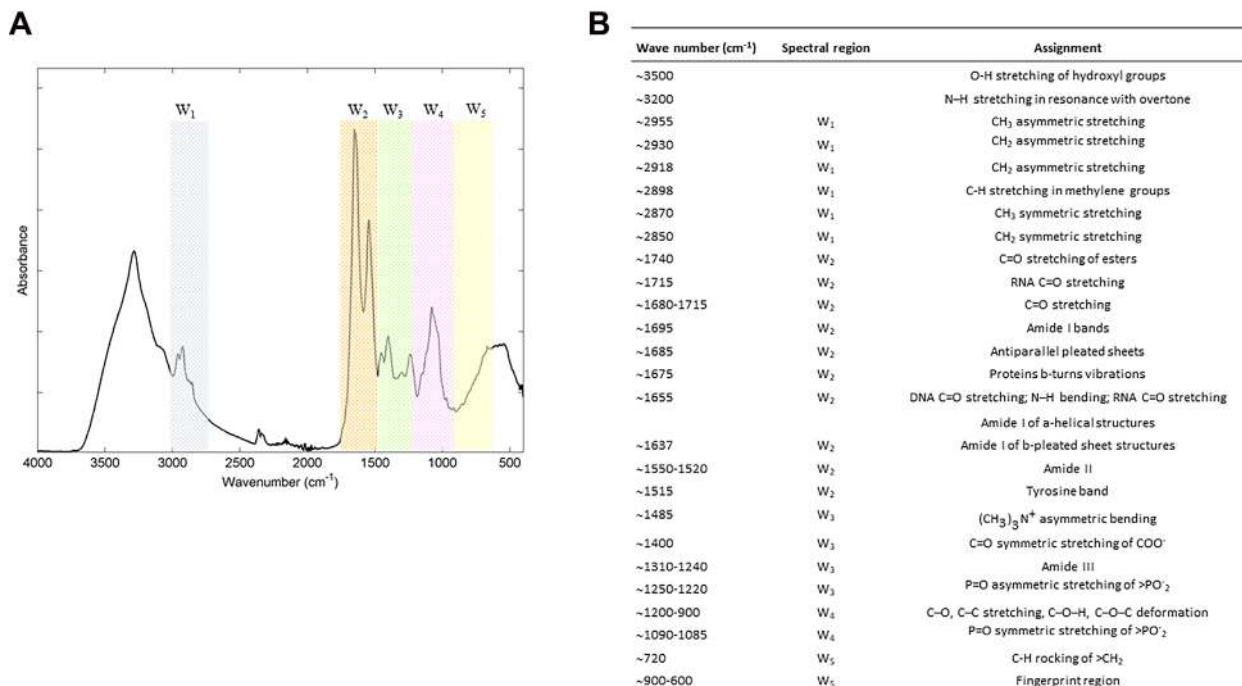 A
W1
W2
W3
W4
W5
Absorbance
4000 3500 3000 2500 2000 1500 1000 500
Wavenumber (cm-1)
B
Wave number (cm-1) Spectral region Assignment
~3500 O-H stretching of hydroxyl groups
~3200 N–H stretching in resonance with overtone
~2955 W1 CH3 asymmetric stretching
~2930 W1 CH2 asymmetric stretching
~2918 W1 CH2 asymmetric stretching
~2898 W1 C-H stretching in methylene groups
~2870 W1 CH3 symmetric stretching
~2850 W1 CH2 symmetric stretching
~1740 W2 C=O stretching of esters
~1715 W2 RNA C=O stretching
~1680-1715 W2 C=O stretching
~1695 W2 Amide I bands
~1685 W2 Antiparallel pleated sheets
~1675 W2 Proteins b-turns vibrations
~1655 W2 DNA C=O stretching; N–H bending; RNA C=O stretching
Amide I of a-helical structures
~1637 W2 Amide I of b-pleated sheet structures
~1550-1520 W2 Amide II
~1515 W2 Tyrosine band
~1485 W3 (CH3)3N+ asymmetric bending
~1400 W3 C=O symmetric stretching of COO-
~1310-1240 W3 Amide III
~1250-1220 W3 P=O asymmetric stretching of >PO-2
~1200-900 W4 C–O, C–C stretching, C–O–H, C–O–C deformation
~1090-1085 W4 P=O symmetric stretching of >PO-2
~720 W5 C-H rocking of >CH2
~900-600 W5 Fingerprint region